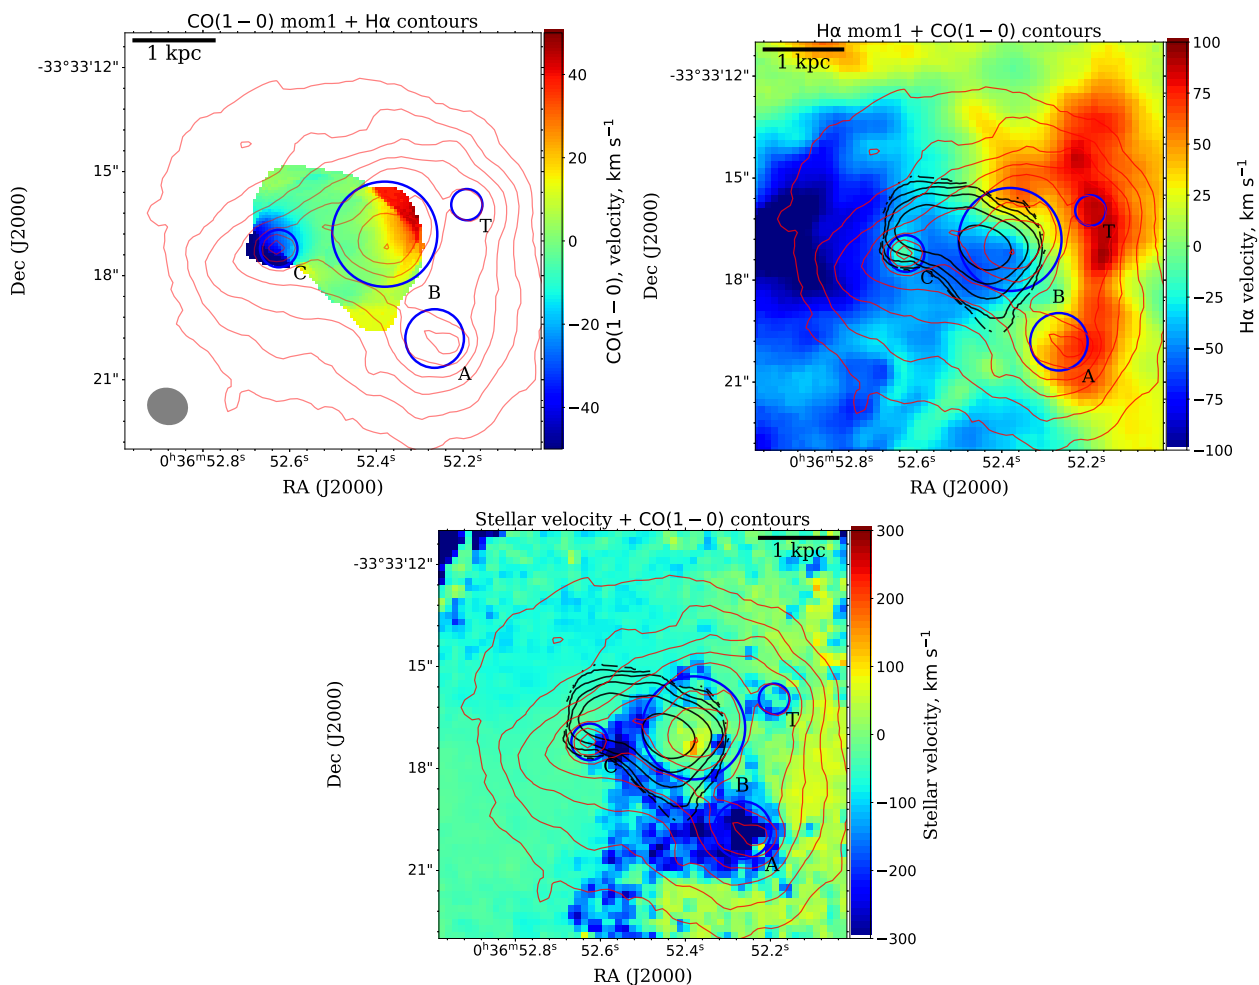 CO(1 − 0) mom1 + Hα contours
1 kpc
-33°33'12"
15"
18"
21"
Dec (J2000)
C
B
T
A
0ʰ36ᵐ52.8ˢ
52.6ˢ
52.4ˢ
52.2ˢ
RA (J2000)
40
20
0
−20
−40
CO(1−0), velocity, km s⁻¹
Hα mom1 + CO(1 − 0) contours
1 kpc
-33°33'12"
15"
18"
21"
Dec (J2000)
C
B
T
A
0ʰ36ᵐ52.8ˢ
52.6ˢ
52.4ˢ
52.2ˢ
RA (J2000)
100
75
50
25
0
−25
−50
−75
−100
Hα velocity, km s⁻¹
Stellar velocity + CO(1 − 0) contours
1 kpc
-33°33'12"
15"
18"
21"
Dec (J2000)
C
B
T
A
0ʰ36ᵐ52.8ˢ
52.6ˢ
52.4ˢ
52.2ˢ
RA (J2000)
300
200
100
0
−100
−200
−300
Stellar velocity, km s⁻¹